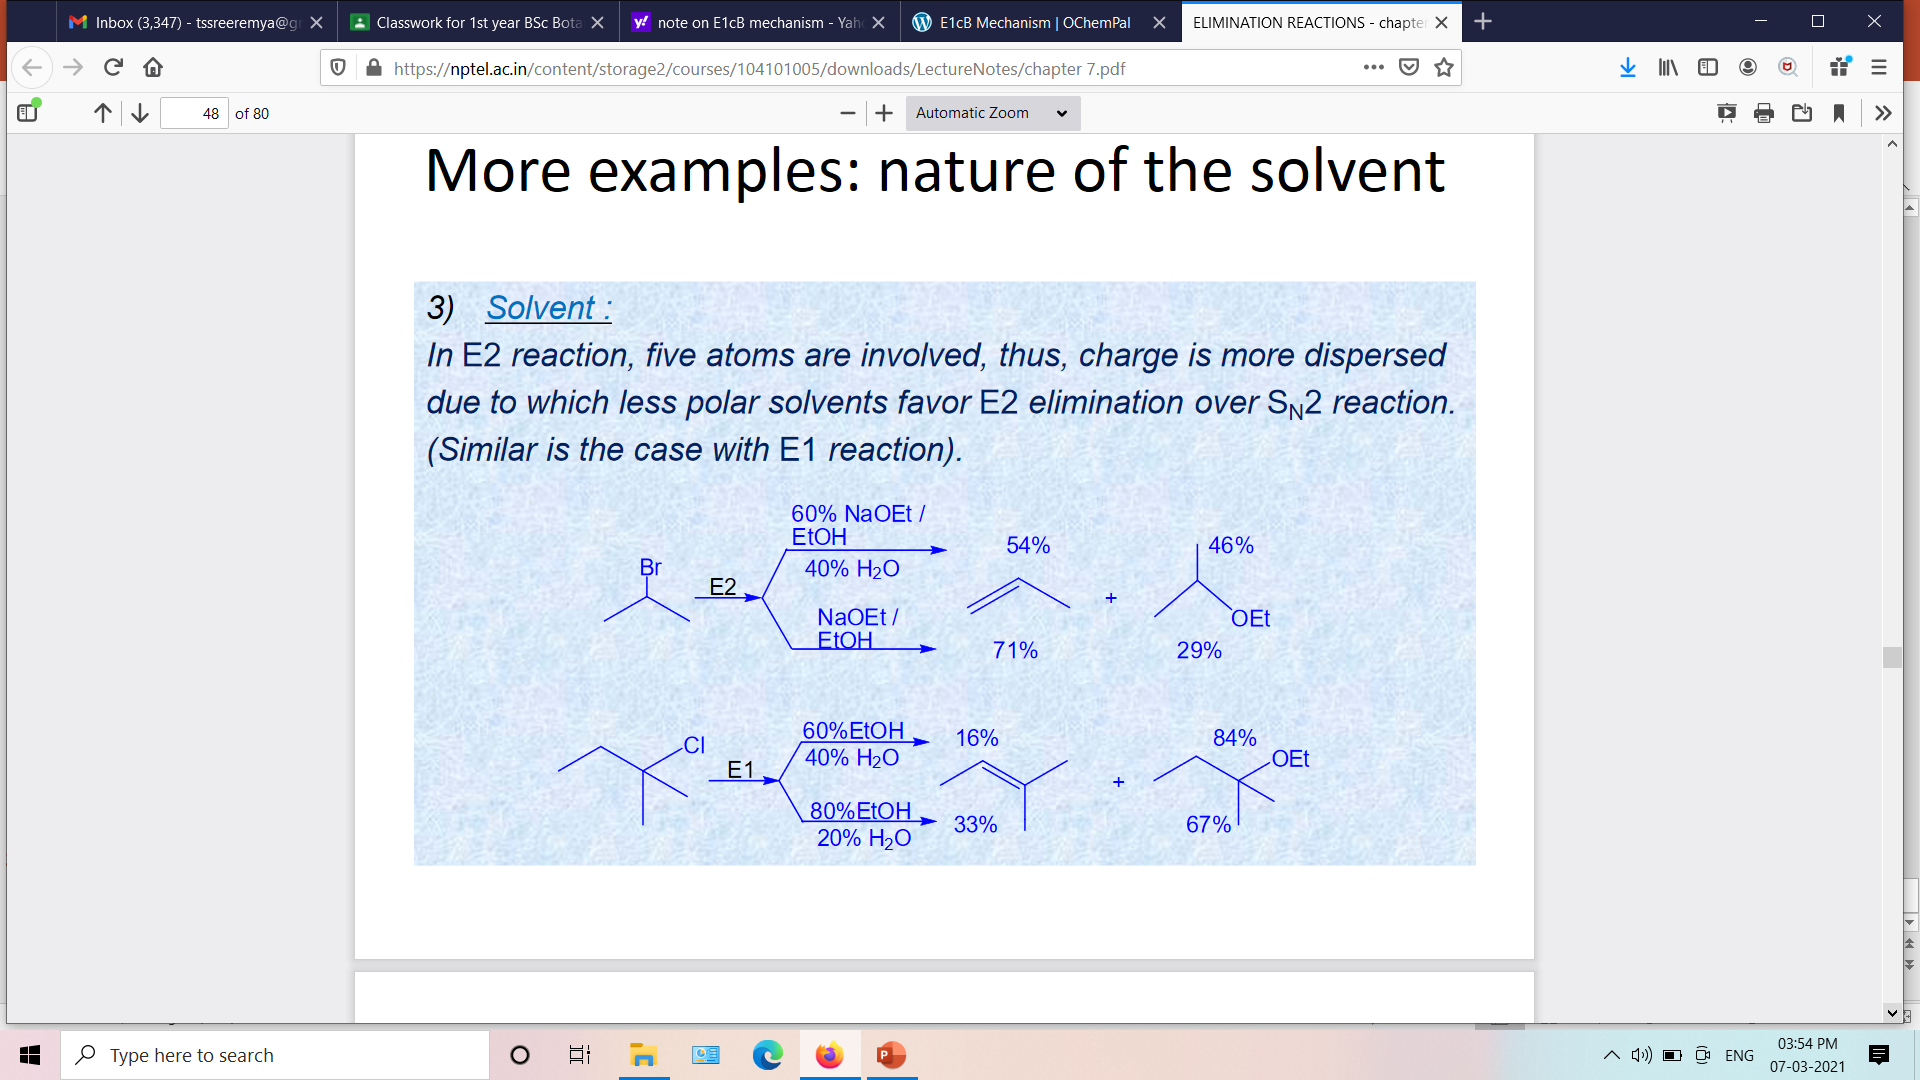 Inbox (3,347) - tssreeremya@g
Classwork for 1st year BSc Bota
note on E1cB mechanism - Yah
E1cB Mechanism | OChemPal
ELIMINATION REACTIONS - chapte
https://nptel.ac.in/content/storage2/courses/104101005/downloads/LectureNotes/chapter 7.pdf
48 of 80
Automatic Zoom
More examples: nature of the solvent
3) Solvent :
In E2 reaction, five atoms are involved, thus, charge is more dispersed
due to which less polar solvents favor E2 elimination over SN2 reaction.
(Similar is the case with E1 reaction).
60% NaOEt /
EtOH
40% H2O
54%
46%
Br
E2
+
OEt
NaOEt /
EtOH
71%
29%
60%EtOH
40% H2O
16%
84%
Cl
E1
+
OEt
80%EtOH
20% H2O
33%
67%
Type here to search
ENG
03:54 PM
07-03-2021